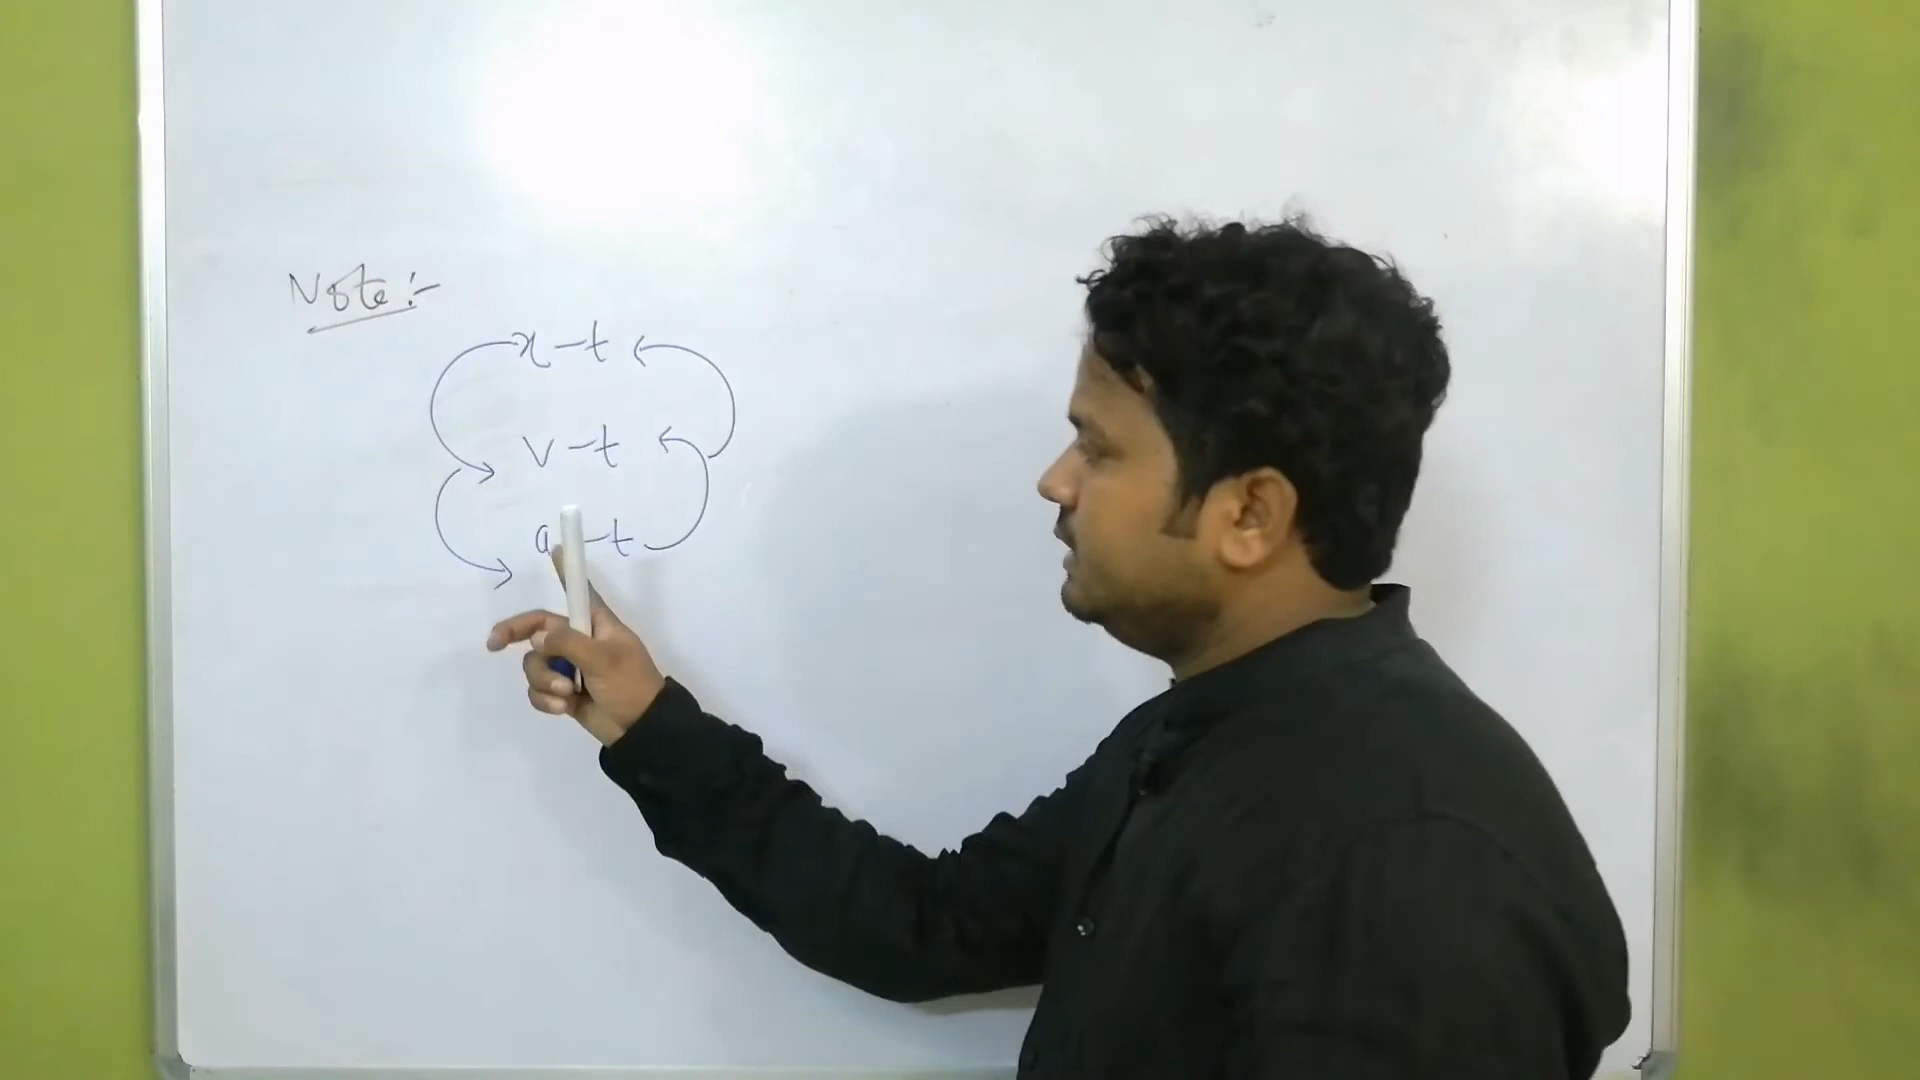 Note :-
x - t
v - t
a - t